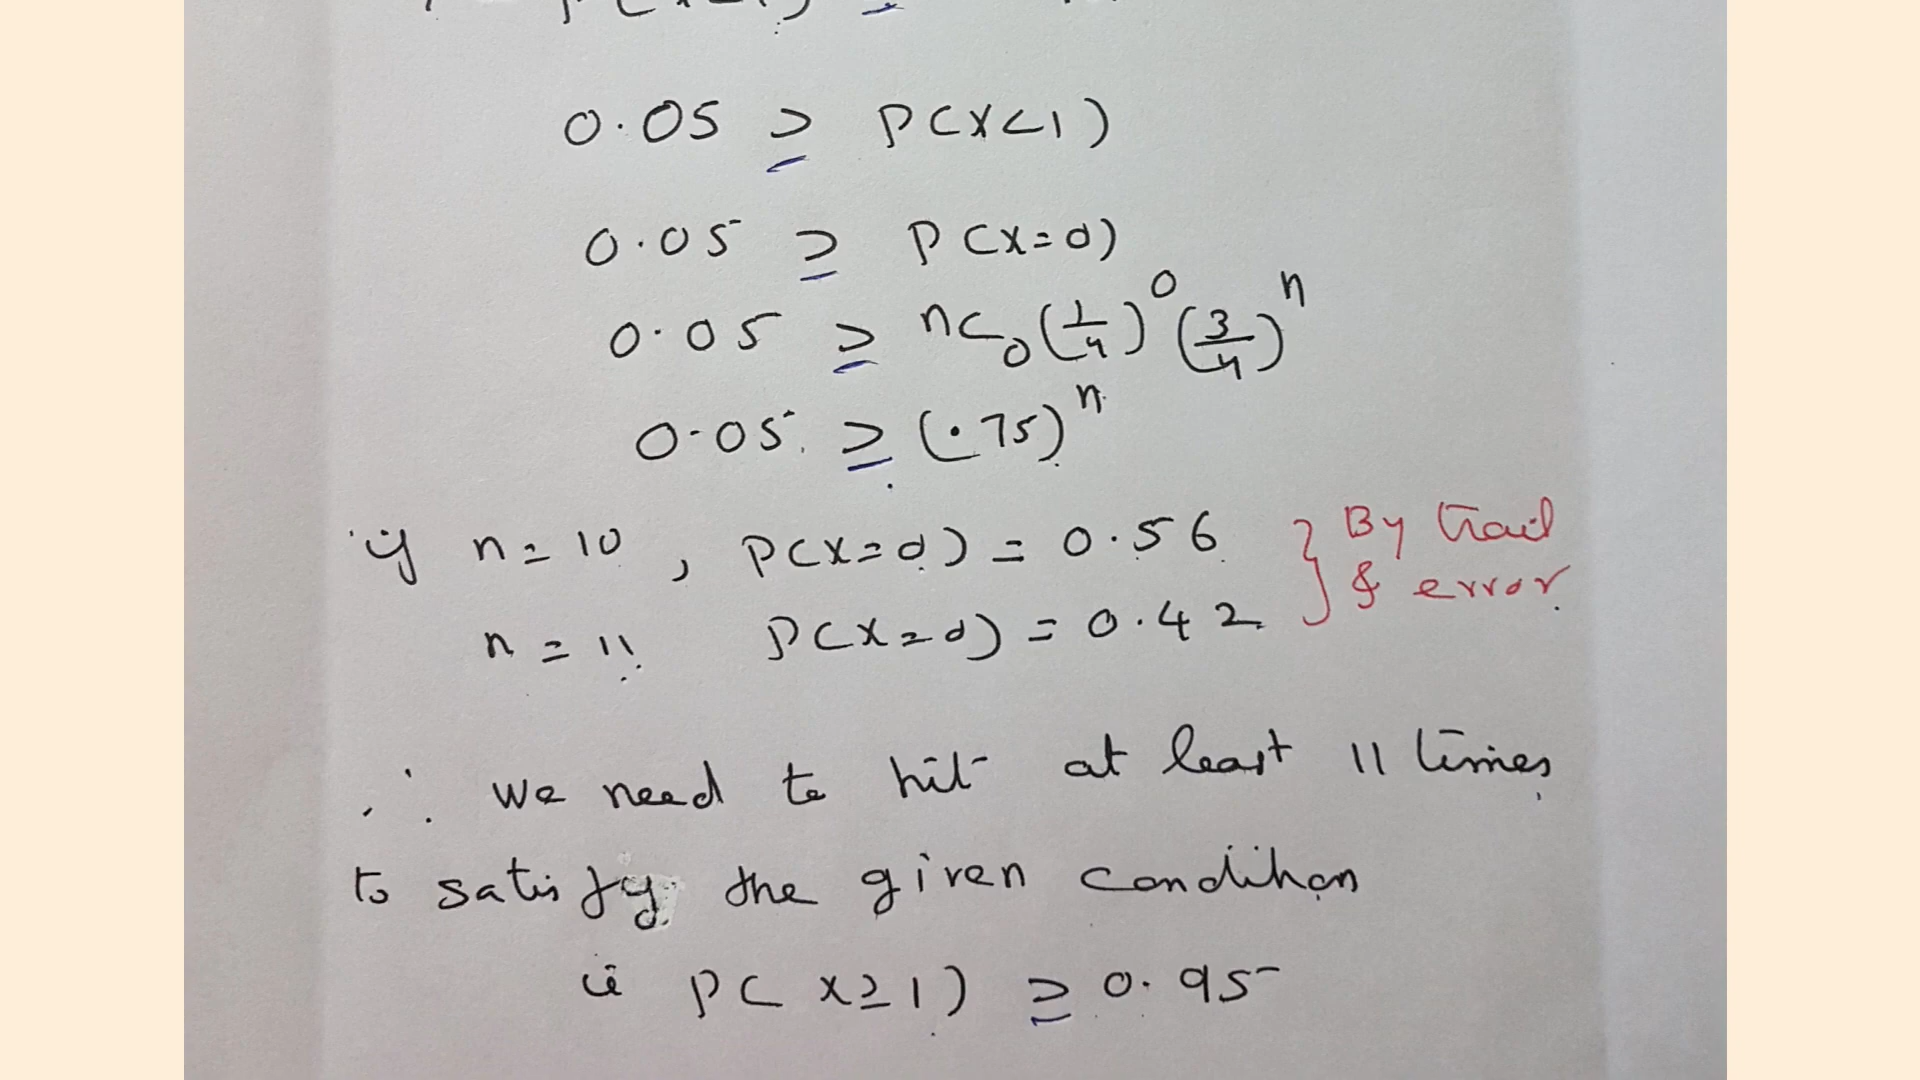 0.05 ≥ P(X<1)
0.05 ≥ P(X=0)
0.05 ≥ nC₀(1/4)⁰(3/4)ⁿ
0.05 ≥ (.75)ⁿ
if n = 10, P(X=0) = 0.56 } By trail
n = 11 P(X=0) = 0.42 & error.
∴ we need to hit at least 11 times
to satisfy the given condition
ie P(X≥1) ≥ 0.95